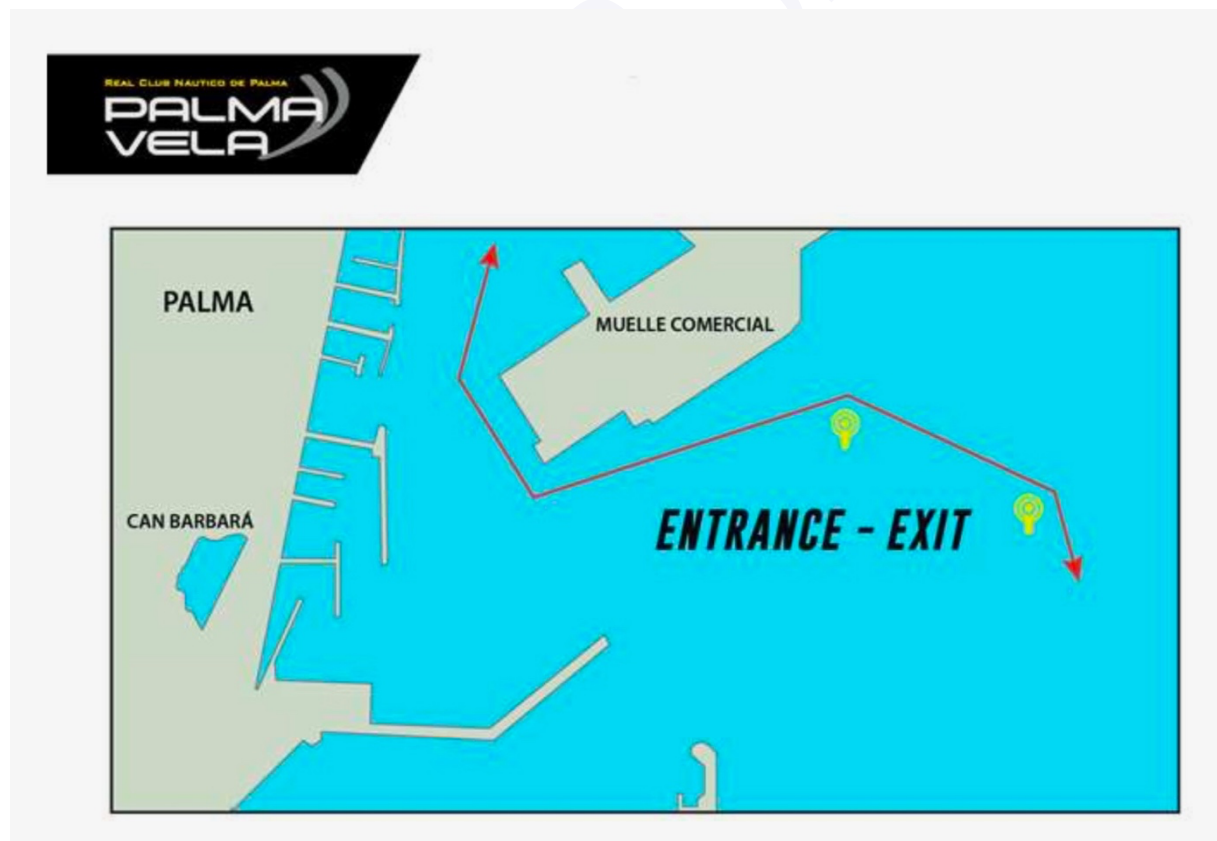 REAL CLUB NAUTICO DE PALMA
PALMA
VELA
PALMA
MUELLE COMERCIAL
CAN BARBARÁ
ENTRANCE - EXIT